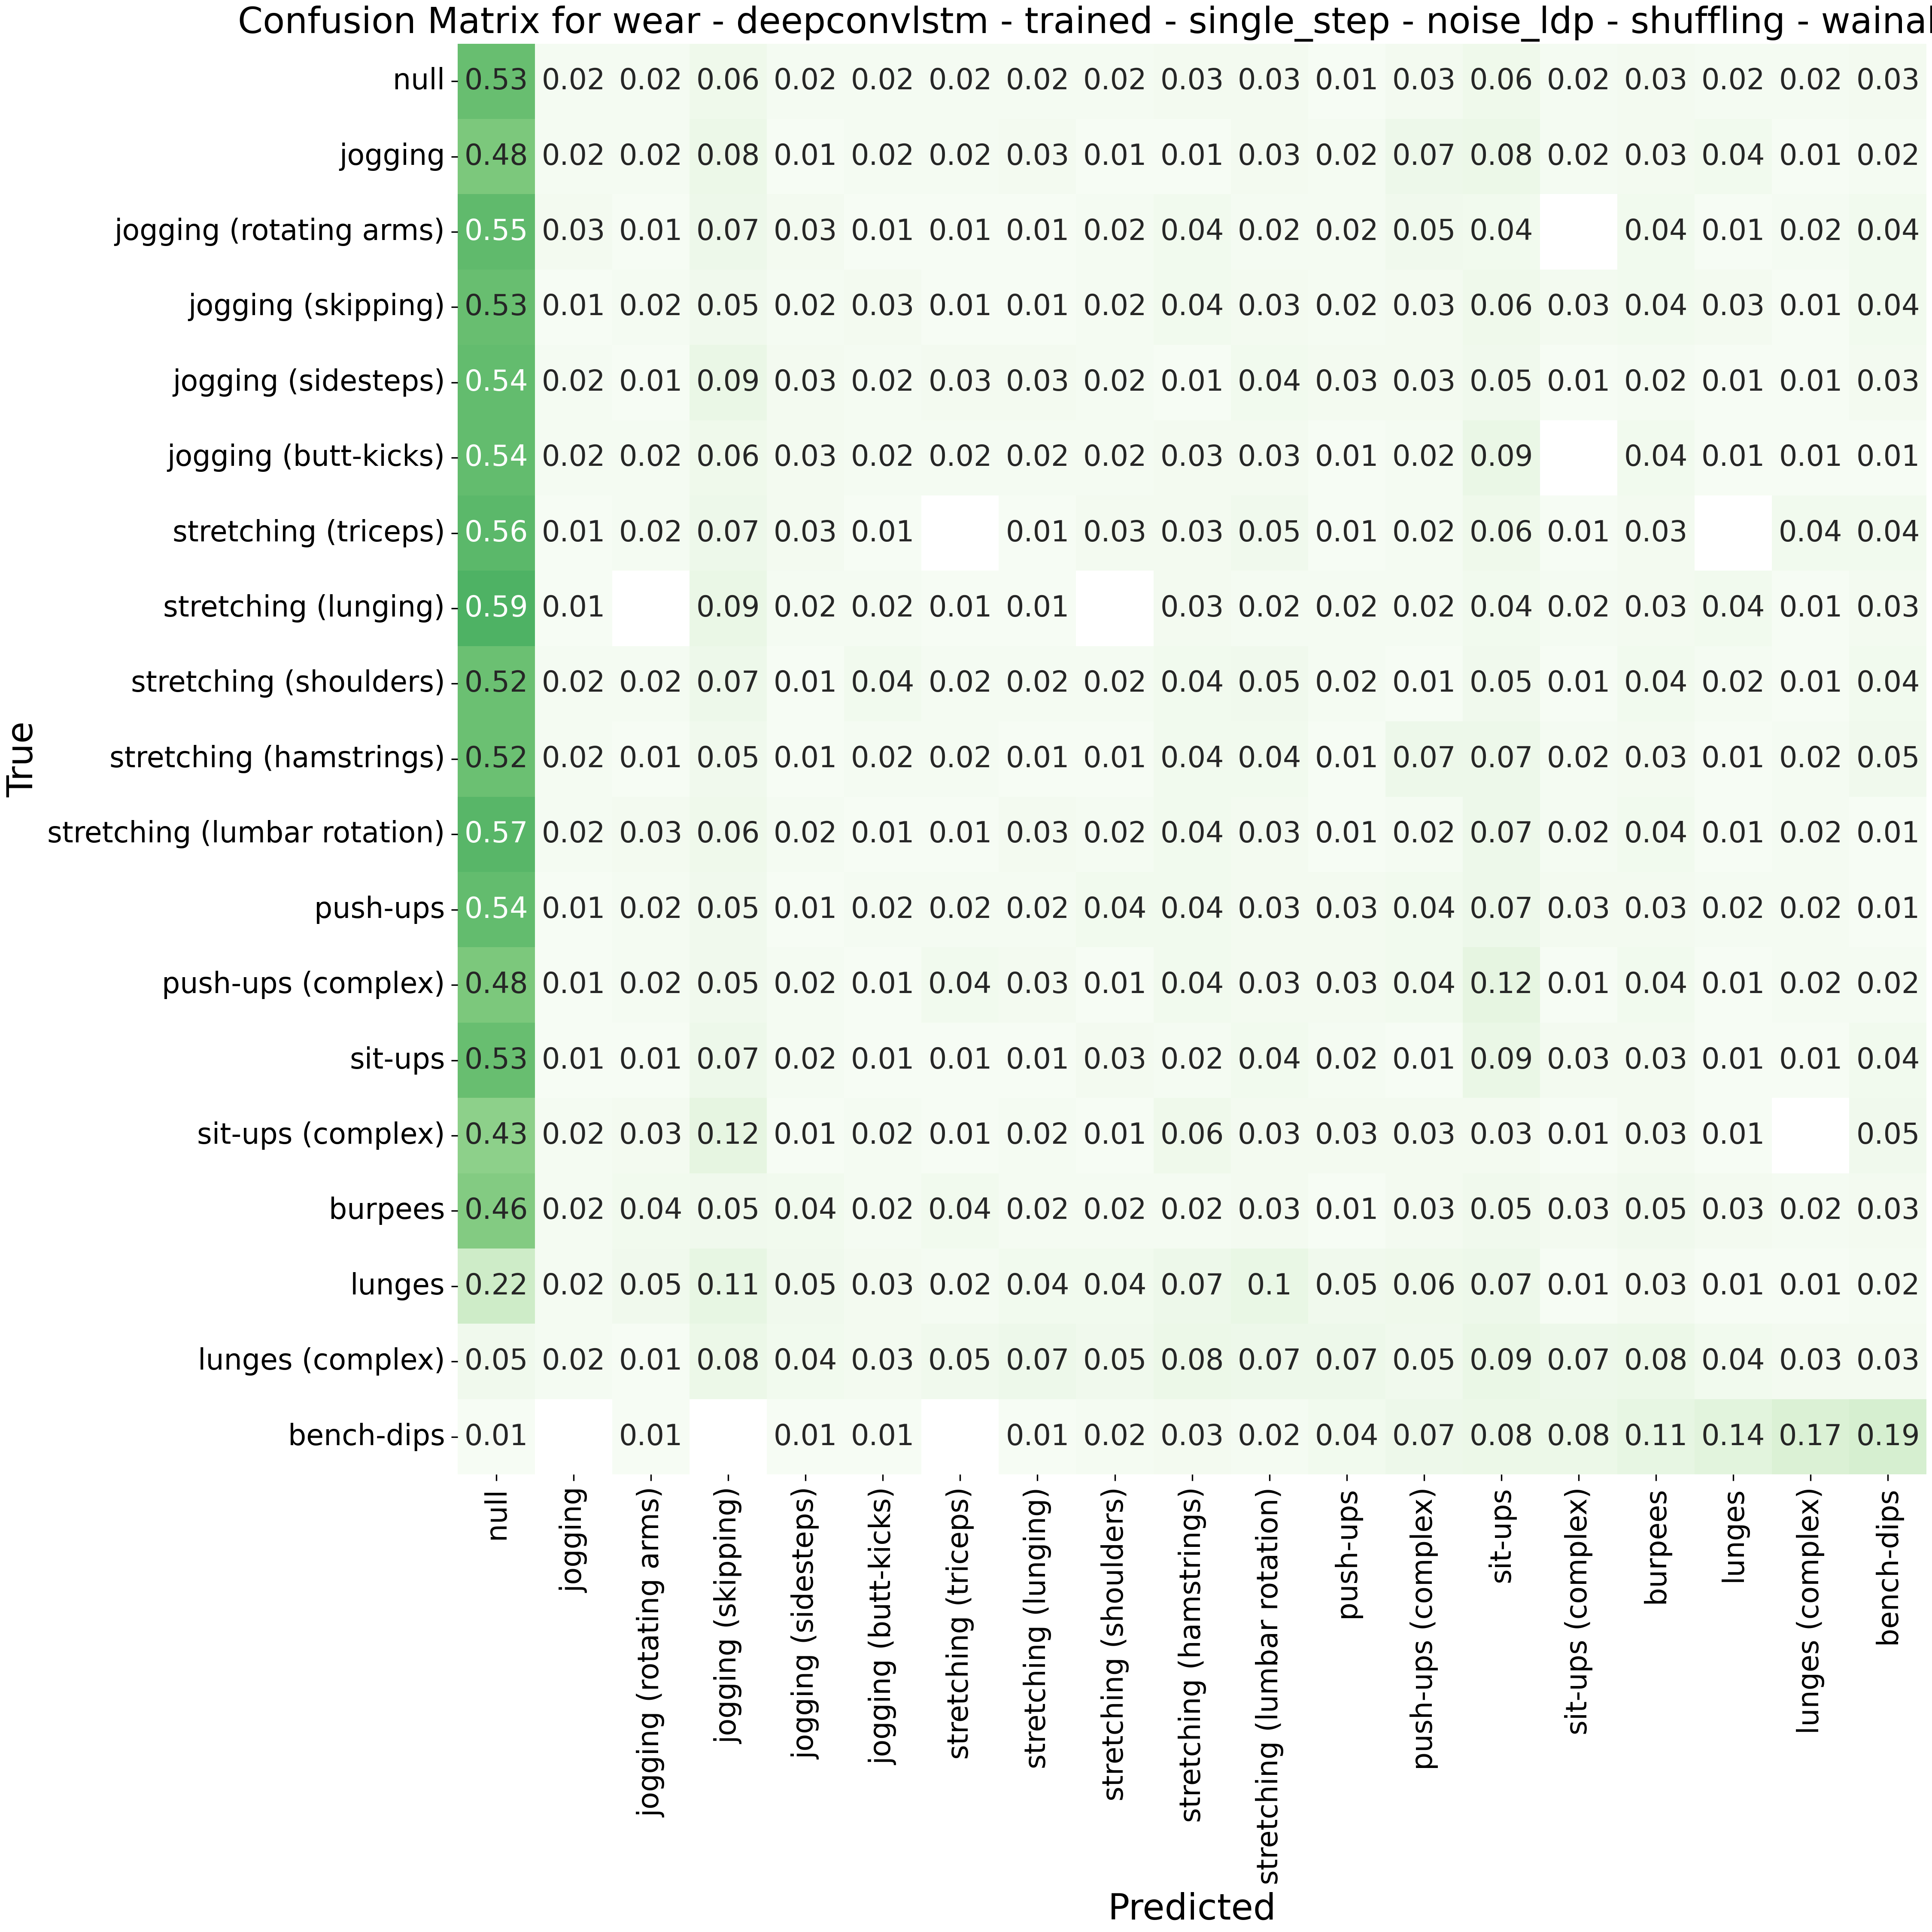 Confusion Matrix for wear - deepconvlstm - trained - single_step - noise_ldp - shuffling - wainal
null 0.53 0.02 0.02 0.06 0.02 0.02 0.02 0.02 0.02 0.03 0.03 0.01 0.03 0.06 0.02 0.03 0.02 0.02 0.03
jogging 0.48 0.02 0.02 0.08 0.01 0.02 0.02 0.03 0.01 0.01 0.03 0.02 0.07 0.08 0.02 0.03 0.04 0.01 0.02
jogging (rotating arms) 0.55 0.03 0.01 0.07 0.03 0.01 0.01 0.01 0.02 0.04 0.02 0.02 0.05 0.04 0.04 0.01 0.02 0.04
jogging (skipping) 0.53 0.01 0.02 0.05 0.02 0.03 0.01 0.01 0.02 0.04 0.03 0.02 0.03 0.06 0.03 0.04 0.03 0.01 0.04
jogging (sidesteps) 0.54 0.02 0.01 0.09 0.03 0.02 0.03 0.03 0.02 0.01 0.04 0.03 0.03 0.05 0.01 0.02 0.01 0.01 0.03
jogging (butt-kicks) 0.54 0.02 0.02 0.06 0.03 0.02 0.02 0.02 0.02 0.03 0.03 0.01 0.02 0.09 0.04 0.01 0.01 0.01
stretching (triceps) 0.56 0.01 0.02 0.07 0.03 0.01 0.01 0.03 0.03 0.05 0.01 0.02 0.06 0.01 0.03 0.04 0.04
stretching (lunging) 0.59 0.01 0.09 0.02 0.02 0.01 0.01 0.03 0.02 0.02 0.02 0.04 0.02 0.03 0.04 0.01 0.03
stretching (shoulders) 0.52 0.02 0.02 0.07 0.01 0.04 0.02 0.02 0.02 0.04 0.05 0.02 0.01 0.05 0.01 0.04 0.02 0.01 0.04
stretching (hamstrings) 0.52 0.02 0.01 0.05 0.01 0.02 0.02 0.01 0.01 0.04 0.04 0.01 0.07 0.07 0.02 0.03 0.01 0.02 0.05
stretching (lumbar rotation) 0.57 0.02 0.03 0.06 0.02 0.01 0.01 0.03 0.02 0.04 0.03 0.01 0.02 0.07 0.02 0.04 0.01 0.02 0.01
push-ups 0.54 0.01 0.02 0.05 0.01 0.02 0.02 0.02 0.04 0.04 0.03 0.03 0.04 0.07 0.03 0.03 0.02 0.02 0.01
push-ups (complex) 0.48 0.01 0.02 0.05 0.02 0.01 0.04 0.03 0.01 0.04 0.03 0.03 0.04 0.12 0.01 0.04 0.01 0.02 0.02
sit-ups 0.53 0.01 0.01 0.07 0.02 0.01 0.01 0.01 0.03 0.02 0.04 0.02 0.01 0.09 0.03 0.03 0.01 0.01 0.04
sit-ups (complex) 0.43 0.02 0.03 0.12 0.01 0.02 0.01 0.02 0.01 0.06 0.03 0.03 0.03 0.03 0.01 0.03 0.01 0.05
burpees 0.46 0.02 0.04 0.05 0.04 0.02 0.04 0.02 0.02 0.02 0.03 0.01 0.03 0.05 0.03 0.05 0.03 0.02 0.03
lunges 0.22 0.02 0.05 0.11 0.05 0.03 0.02 0.04 0.04 0.07 0.1 0.05 0.06 0.07 0.01 0.03 0.01 0.01 0.02
lunges (complex) 0.05 0.02 0.01 0.08 0.04 0.03 0.05 0.07 0.05 0.08 0.07 0.07 0.05 0.09 0.07 0.08 0.04 0.03 0.03
bench-dips 0.01 0.01 0.01 0.01 0.01 0.02 0.03 0.02 0.04 0.07 0.08 0.08 0.11 0.14 0.17 0.19
True
null
jogging
jogging (rotating arms)
jogging (skipping)
jogging (sidesteps)
jogging (butt-kicks)
stretching (triceps)
stretching (lunging)
stretching (shoulders)
stretching (hamstrings)
stretching (lumbar rotation)
push-ups
push-ups (complex)
sit-ups
sit-ups (complex)
burpees
lunges
lunges (complex)
bench-dips
Predicted